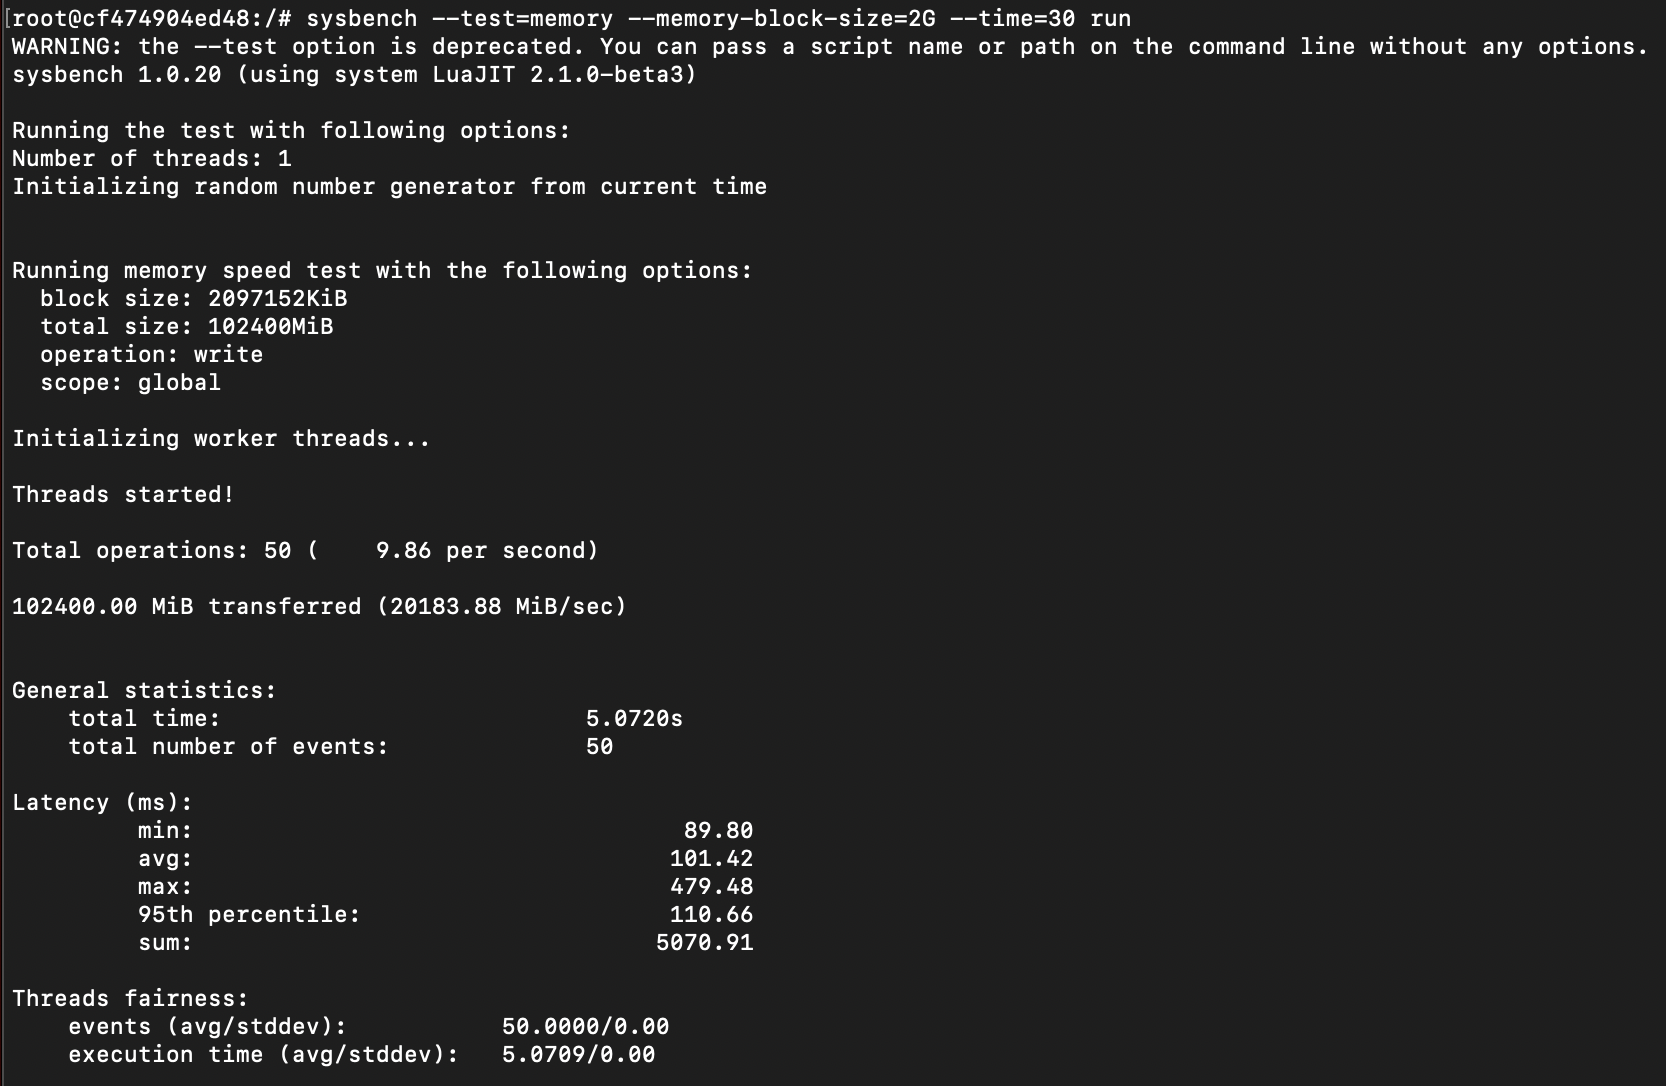 [root@cf474904ed48:/# sysbench --test=memory --memory-block-size=2G --time=30 run
WARNING: the --test option is deprecated. You can pass a script name or path on the command line without any options.
sysbench 1.0.20 (using system LuaJIT 2.1.0-beta3)
Running the test with following options:
Number of threads: 1
Initializing random number generator from current time
Running memory speed test with the following options:
block size: 2097152KiB
total size: 102400MiB
operation: write
scope: global
Initializing worker threads...
Threads started!
Total operations: 50 (    9.86 per second)
102400.00 MiB transferred (20183.88 MiB/sec)
General statistics:
total time:                          5.0720s
total number of events:              50
Latency (ms):
min:                                   89.80
avg:                                  101.42
max:                                  479.48
95th percentile:                      110.66
sum:                                 5070.91
Threads fairness:
events (avg/stddev):           50.0000/0.00
execution time (avg/stddev):   5.0709/0.00